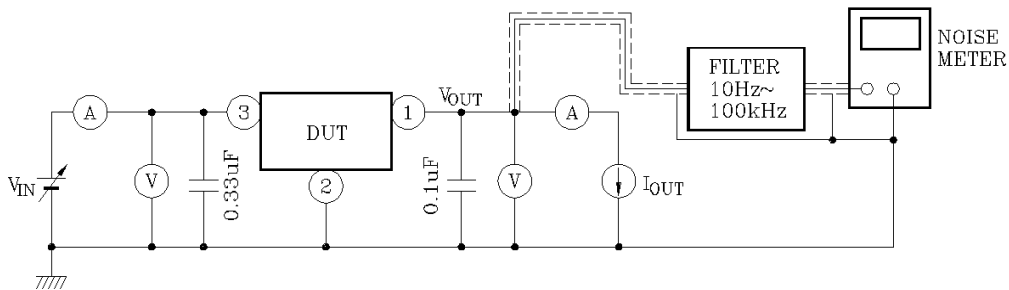 NOISE
METER
FILTER
10Hz~
100kHz
A
3
DUT
1
VOUT
A
VIN
V
0.33uF
2
0.1uF
V
IOUT